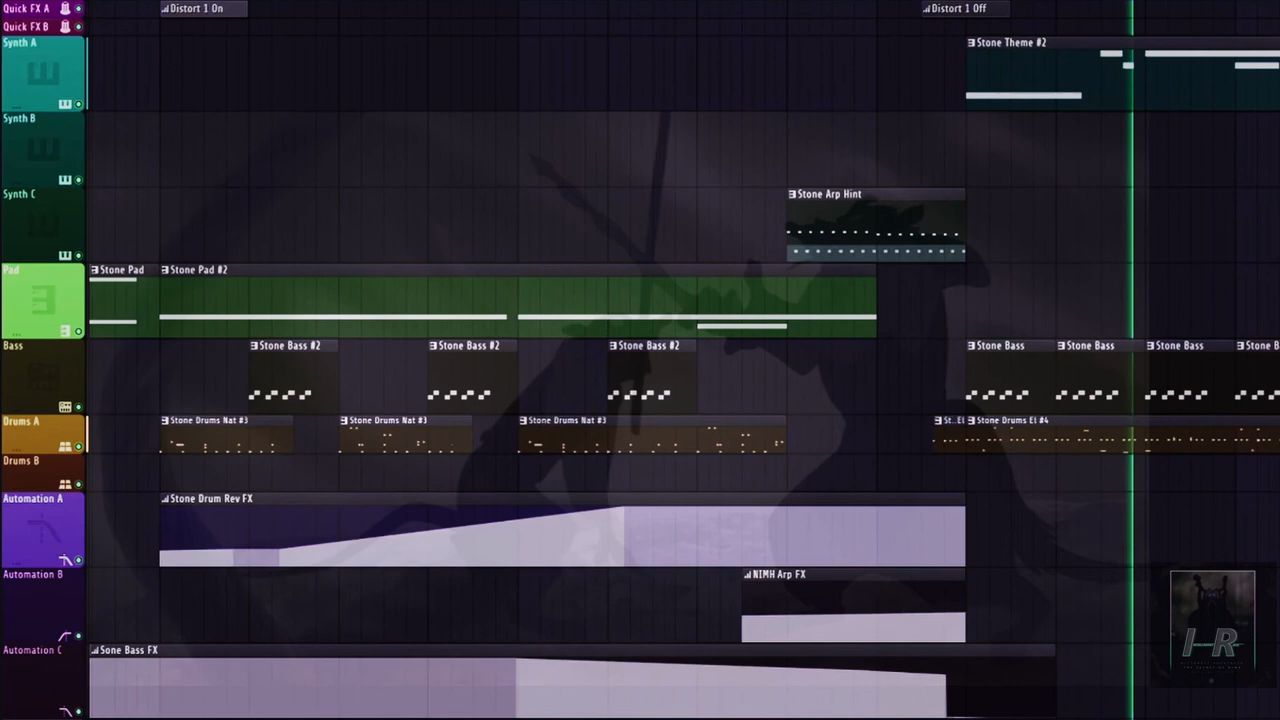 Quick FX A
Distort 1 On
Distort 1 Off
Quick FX B
Synth A
Stone Theme #2
Synth B
Synth C
Stone Arp Hint
Pad
Stone Pad
Stone Pad #2
Bass
Stone Bass #2
Stone Bass #2
Stone Bass #2
Stone Bass
Stone Bass
Stone Bass
Stone B
Drums A
Stone Drums Nat #3
Stone Drums Nat #3
Stone Drums Nat #3
St..El
Stone Drums El #4
Drums B
Automation A
Stone Drum Rev FX
Automation B
NIMH Arp FX
Automation C
Sone Bass FX
I-R